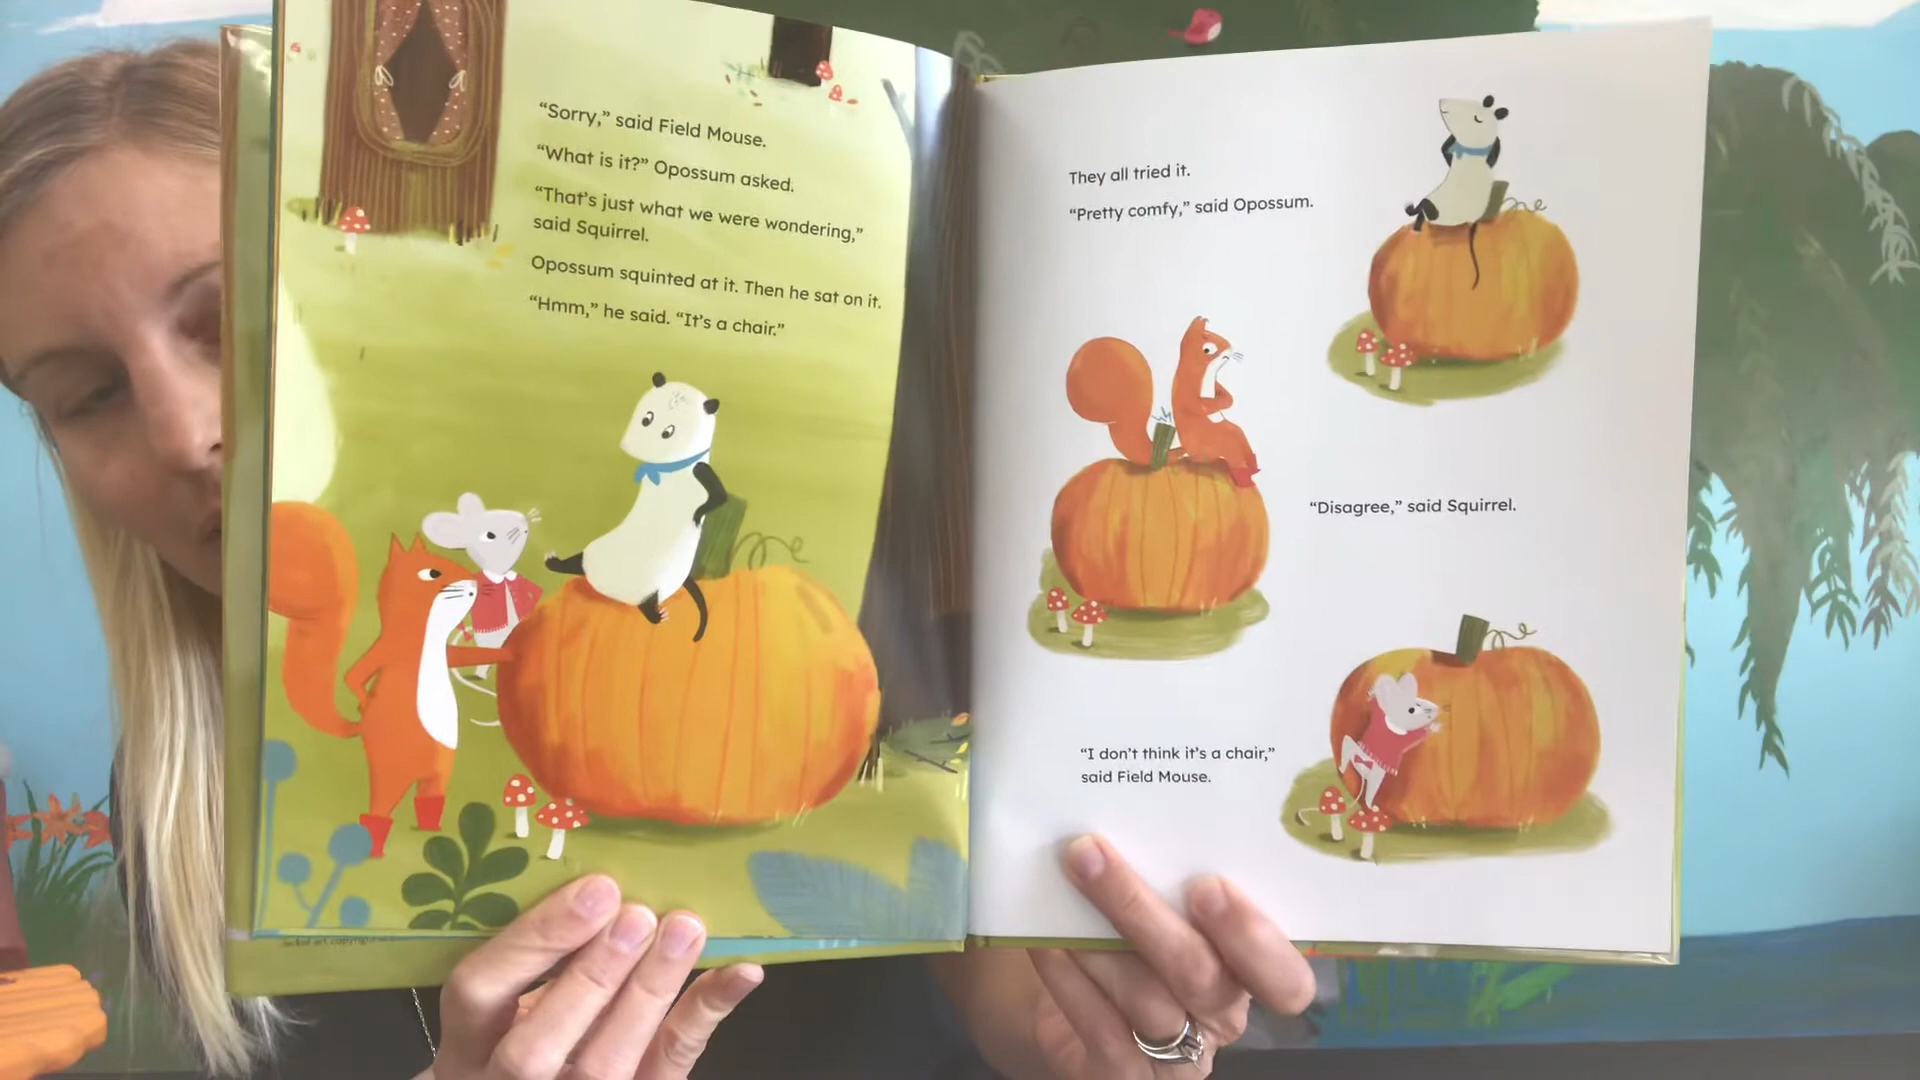 “Sorry,” said Field Mouse.
“What is it?” Opossum asked.
“That’s just what we were wondering,”
said Squirrel.
Opossum squinted at it. Then he sat on it.
“Hmm,” he said. “It’s a chair.”
They all tried it.
“Pretty comfy,” said Opossum.
“Disagree,” said Squirrel.
“I don’t think it’s a chair,”
said Field Mouse.